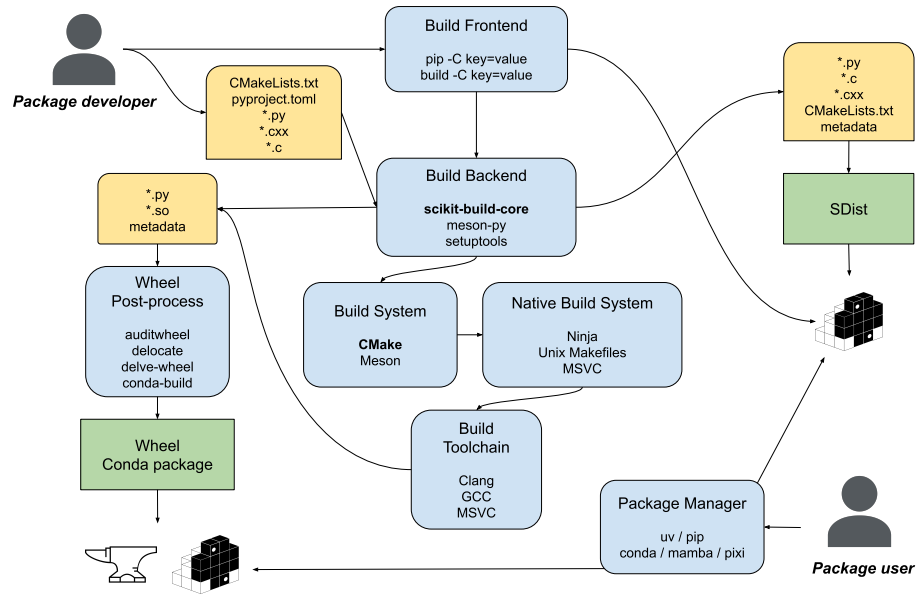 Package developer
Build Frontend
pip -C key=value
build -C key=value
CMakeLists.txt
pyproject.toml
*.py
*.cxx
*.c
*.py
*.c
*.cxx
CMakeLists.txt
metadata
Build Backend
scikit-build-core
meson-py
setuptools
*.py
*.so
metadata
SDist
Wheel
Post-process
auditwheel
delocate
delve-wheel
conda-build
Build System
CMake
Meson
Native Build System
Ninja
Unix Makefiles
MSVC
Wheel
Conda package
Build
Toolchain
Clang
GCC
MSVC
Package Manager
uv / pip
conda / mamba / pixi
Package user